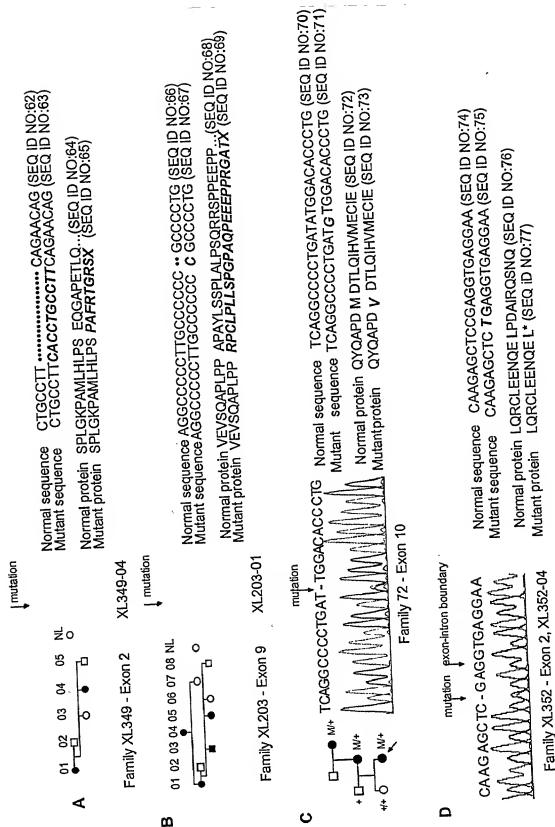 A
01 02 03 04 05 NL
mutation
Family XL349 - Exon 2
XL349-04
Normal sequence CTGCCTT •••••••••••••••••• CAGAACAG (SEQ ID NO:62)
Mutant sequence CTGCCTTCACCTGCCTTCAGAACAG (SEQ ID NO:63)
Normal protein SPLGKPAMLHLPS EQGAPETLQ...(SEQ ID NO:64)
Mutant protein SPLGKPAMLHLPS PAFRTGRSX (SEQ ID NO:65)
B
01 02 03 04 05 06 07 08 NL
mutation
Family XL203 - Exon 9
XL203-01
Normal sequence AGGCCCCCTTGCCCCCCC •• GCCCCTG (SEQ ID NO:66)
Mutant sequence AGGCCCCCTTGCCCCCCC C GCCCCTG (SEQ ID NO:67)
Normal protein VEVSQAPLPP APAYLSSPLALPSQRRSPPEEPP...(SEQ ID NO:68)
Mutant protein VEVSQAPLPP RPCLPLLSPGPAQPEEEPPRGATX (SEQ ID NO:69)
C
mutation
TCAGGCCCCTGAT - TGGACACCCTG
M/+
+
M/+
+/+
M/+
Family 72 - Exon 10
Normal sequence TCAGGCCCCTGATATGGACACCCTG (SEQ ID NO:70)
Mutant sequence TCAGGCCCCTGATGTGGACACCCTG (SEQ ID NO:71)
Normal protein QYQAPD M DTLQIHVMECIE (SEQ ID NO:72)
Mutant protein QYQAPD V DTLQIHVMECIE (SEQ ID NO:73)
D
mutation exon-intron boundary
CAAGAGCTC - GAGGTGAGGAA
Family XL352 - Exon 2, XL352-04
Normal sequence CAAGAGCTCCGAGGTGAGGAA (SEQ ID NO:74)
Mutant sequence CAAGAGCTC TGAGGTGAGGAA (SEQ ID NO:75)
Normal protein LQRCLEENQE LPDAIRQSNQ (SEQ ID NO:76)
Mutant protein LQRCLEENQE L* (SEQ ID NO:77)